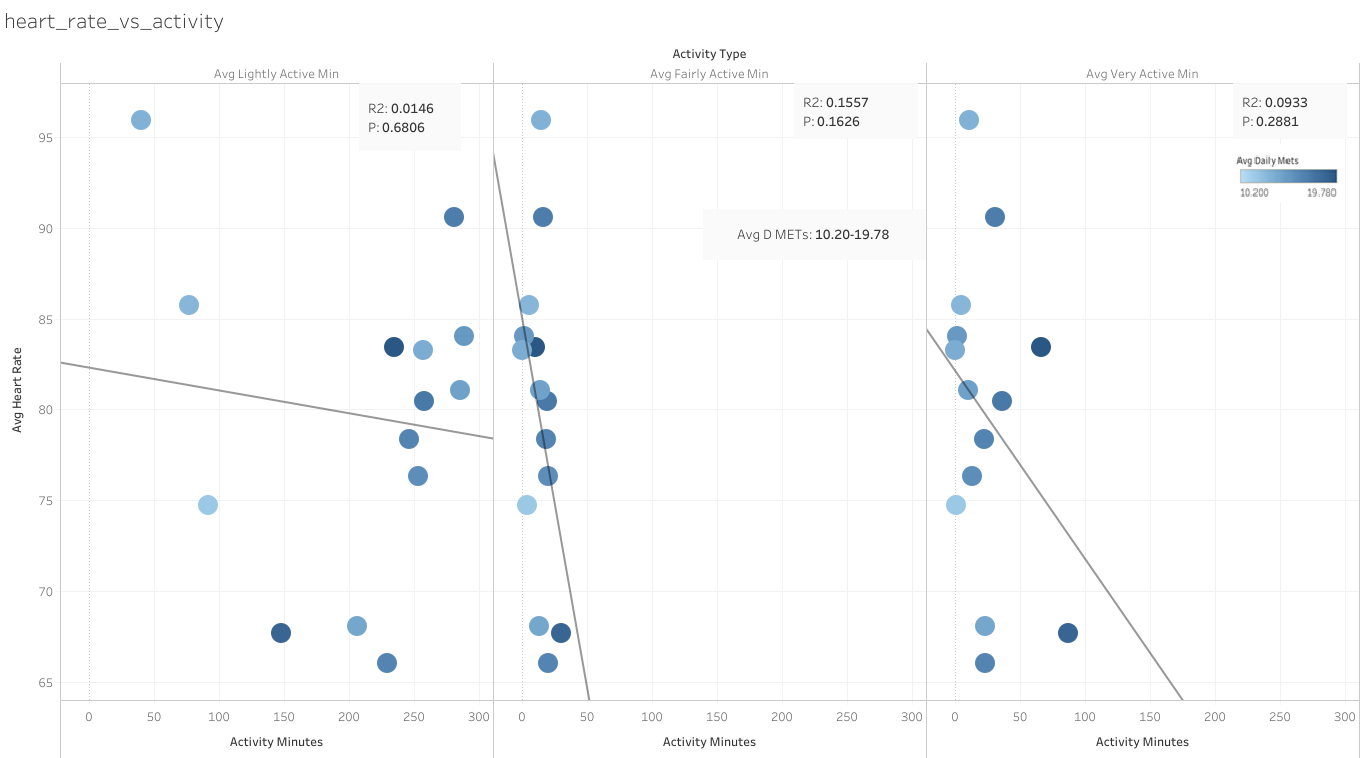 heart_rate_vs_activity
Activity Type
Avg Lightly Active Min
Avg Fairly Active Min
Avg Very Active Min
R2: 0.0146
P: 0.6806
R2: 0.1557
P: 0.1626
R2: 0.0933
P: 0.2881
Avg Daily Mets
10.200 19.780
Avg D METs: 10.20-19.78
Avg Heart Rate
95
90
85
80
75
70
65
0 50 100 150 200 250 300
0 50 100 150 200 250 300
0 50 100 150 200 250 300
Activity Minutes
Activity Minutes
Activity Minutes